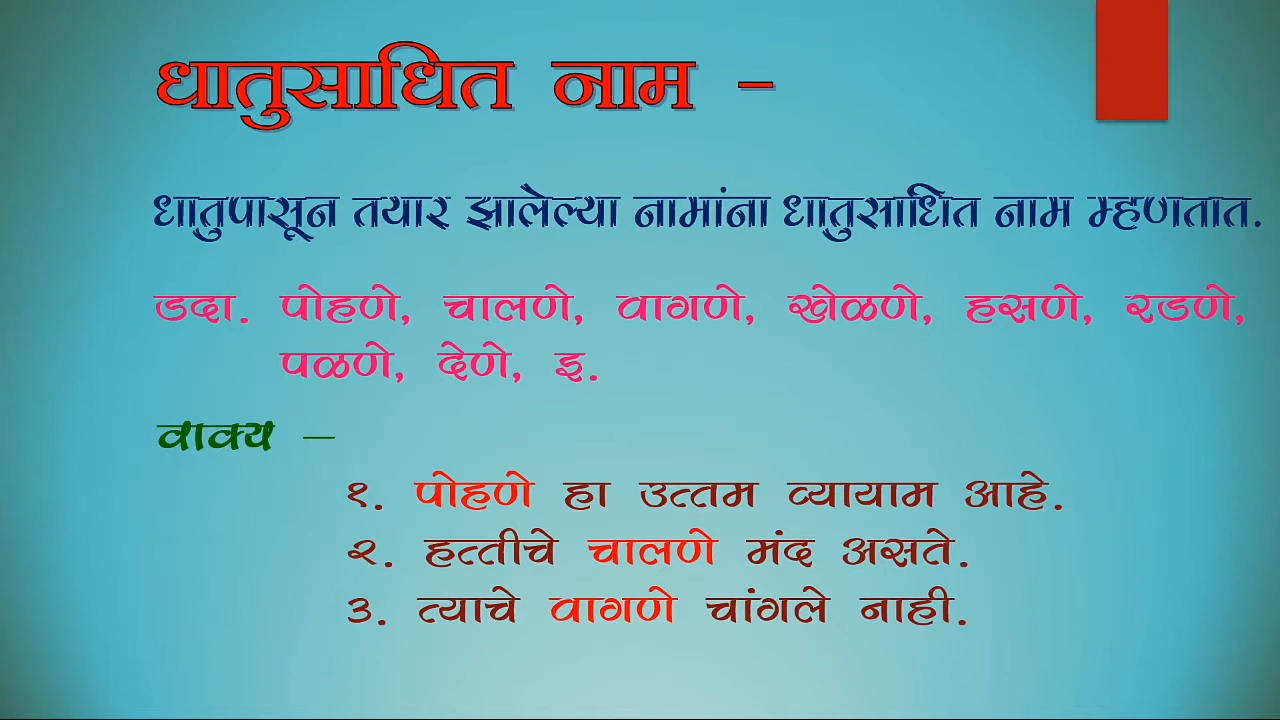 धातुसाधित नाम -
धातुपासून तयार झालेल्या नामांना धातुसाधित नाम म्हणतात.
उदा. पोहणे, चालणे, वागणे, खेळणे, हसणे, रडणे,
पळणे, देणे, इ.
वाक्य –
१. पोहणे हा उत्तम व्यायाम आहे.
२. हत्तीचे चालणे मंद असते.
३. त्याचे वागणे चांगले नाही.